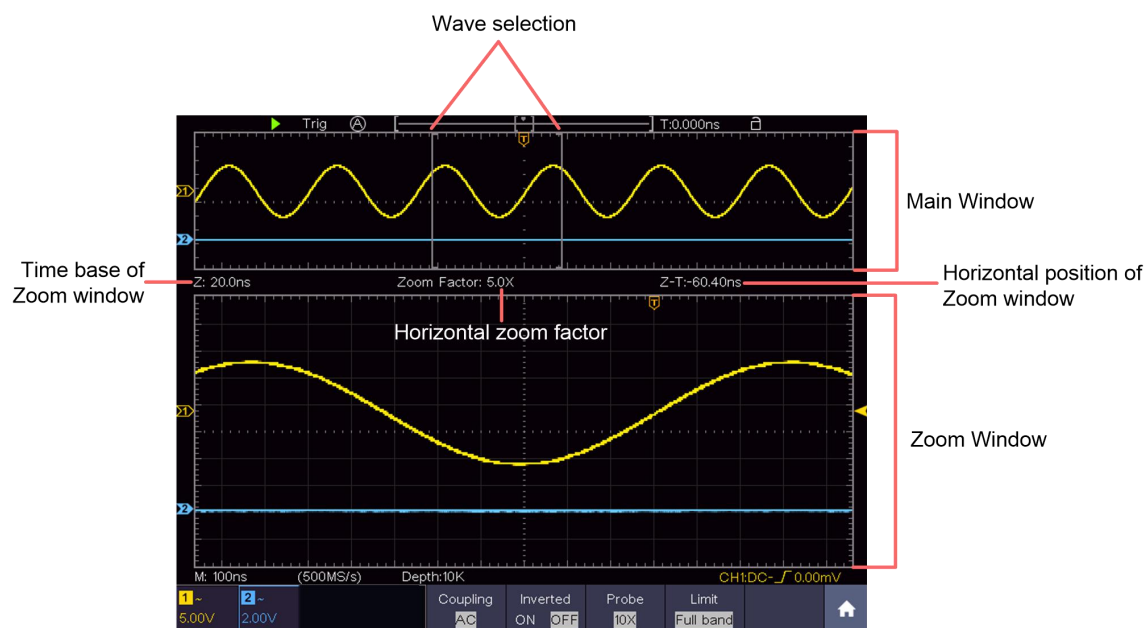 Wave selection
Trig A T T:0.000ns
1
Main Window
2
Time base of
Zoom window
Z: 20.0ns Zoom Factor: 5.0X Z-T:-60.40ns
Horizontal position of
Zoom window
T
Horizontal zoom factor
1
Zoom Window
2
M: 100ns (500MS/s) Depth:10K CH1:DC- 0.00mV
1 ~ 2 ~ Coupling Inverted Probe Limit
5.00V 2.00V AC ON OFF 10X Full band